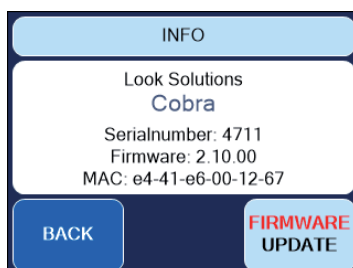 INFO
Look Solutions
Cobra
Serialnumber: 4711
Firmware: 2.10.00
MAC: e4-41-e6-00-12-67
BACK
FIRMWARE
UPDATE